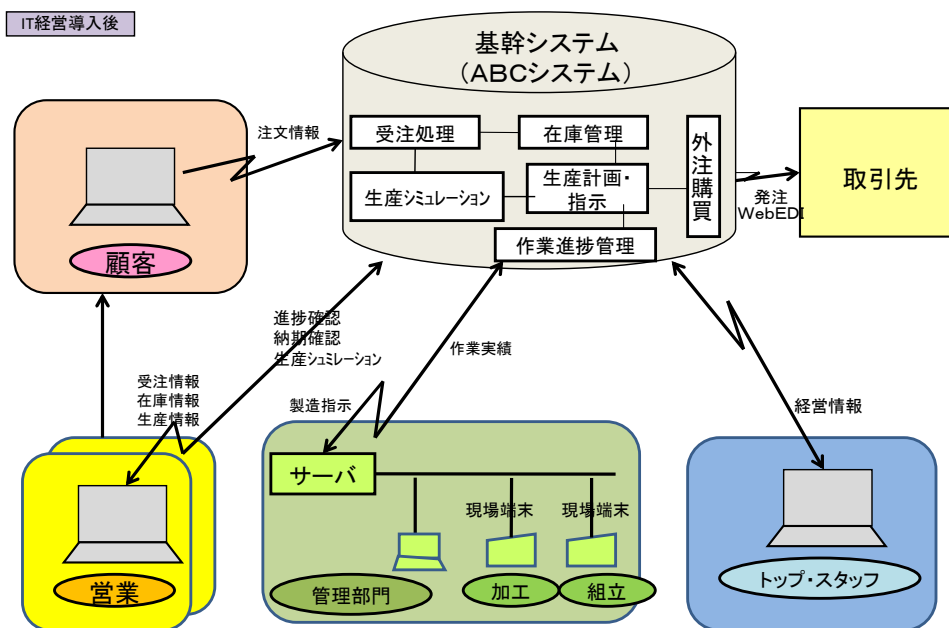 IT経営導入後
基幹システム
（ABCシステム）
注文情報
受注処理
在庫管理
外注購買
生産シミュレーション
生産計画・
指示
作業進捗管理
発注
WebEDI
取引先
顧客
進捗確認
納期確認
生産シュミレーション
作業実績
受注情報
在庫情報
生産情報
製造指示
経営情報
サーバ
現場端末
現場端末
営業
管理部門
加工
組立
トップ・スタッフ